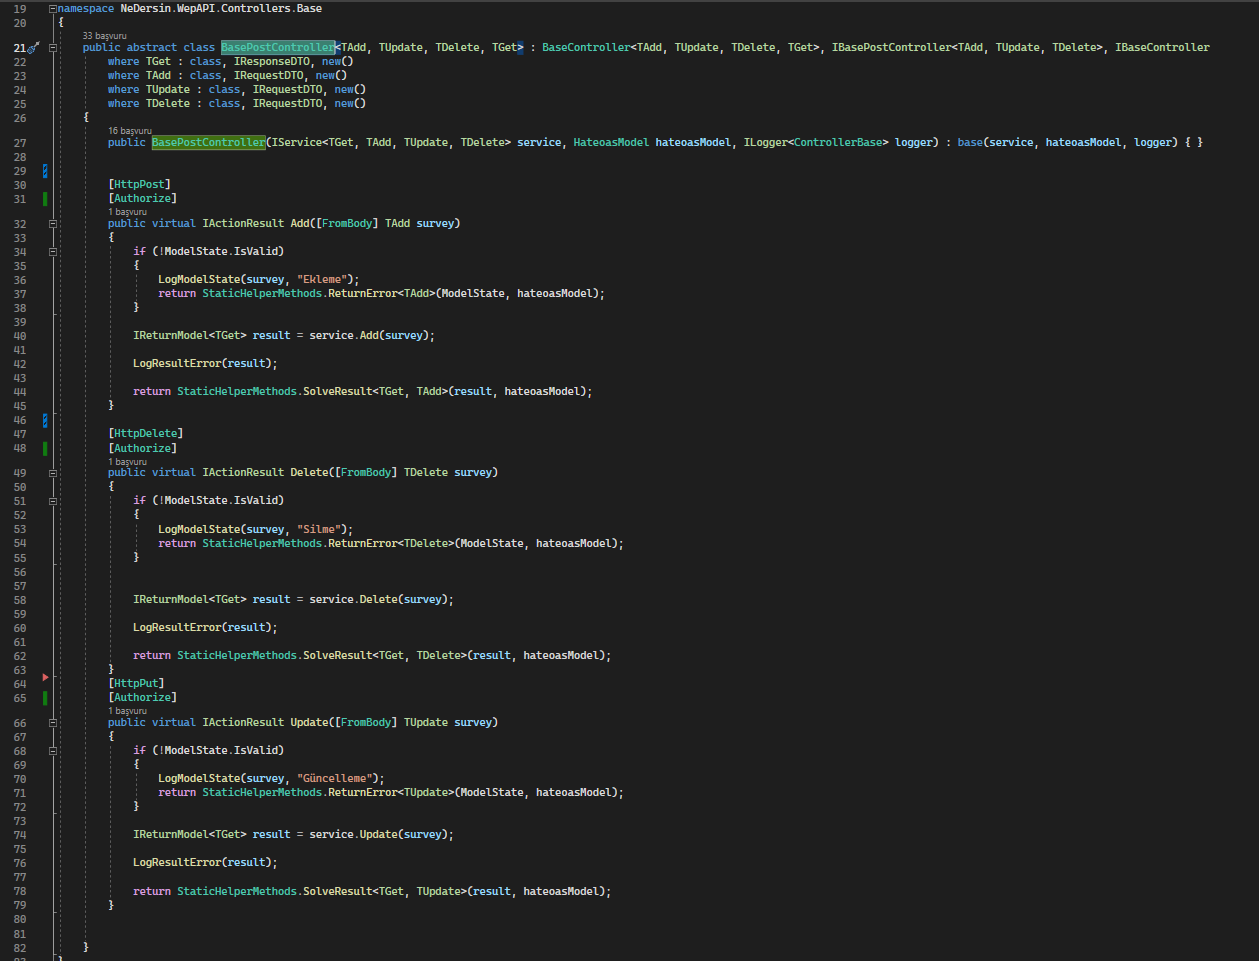 19 namespace NeDersin.WepAPI.Controllers.Base
20 {
33 başvuru
21 public abstract class BasePostController<TAdd, TUpdate, TDelete, TGet> : BaseController<TAdd, TUpdate, TDelete, TGet>, IBasePostController<TAdd, TUpdate, TDelete>, IBaseController
22 where TGet : class, IResponseDTO, new()
23 where TAdd : class, IRequestDTO, new()
24 where TUpdate : class, IRequestDTO, new()
25 where TDelete : class, IRequestDTO, new()
26 {
16 başvuru
27 public BasePostController(IService<TGet, TAdd, TUpdate, TDelete> service, HateoasModel hateoasModel, ILogger<ControllerBase> logger) : base(service, hateoasModel, logger) { }
28
29
30 [HttpPost]
31 [Authorize]
1 başvuru
32 public virtual IActionResult Add([FromBody] TAdd survey)
33 {
34 if (!ModelState.IsValid)
35 {
36 LogModelState(survey, "Ekleme");
37 return StaticHelperMethods.ReturnError<TAdd>(ModelState, hateoasModel);
38 }
39
40 IReturnModel<TGet> result = service.Add(survey);
41
42 LogResultError(result);
43
44 return StaticHelperMethods.SolveResult<TGet, TAdd>(result, hateoasModel);
45 }
46
47 [HttpDelete]
48 [Authorize]
1 başvuru
49 public virtual IActionResult Delete([FromBody] TDelete survey)
50 {
51 if (!ModelState.IsValid)
52 {
53 LogModelState(survey, "Silme");
54 return StaticHelperMethods.ReturnError<TDelete>(ModelState, hateoasModel);
55 }
56
57
58 IReturnModel<TGet> result = service.Delete(survey);
59
60 LogResultError(result);
61
62 return StaticHelperMethods.SolveResult<TGet, TDelete>(result, hateoasModel);
63 }
64 [HttpPut]
65 [Authorize]
1 başvuru
66 public virtual IActionResult Update([FromBody] TUpdate survey)
67 {
68 if (!ModelState.IsValid)
69 {
70 LogModelState(survey, "Güncelleme");
71 return StaticHelperMethods.ReturnError<TUpdate>(ModelState, hateoasModel);
72 }
73
74 IReturnModel<TGet> result = service.Update(survey);
75
76 LogResultError(result);
77
78 return StaticHelperMethods.SolveResult<TGet, TUpdate>(result, hateoasModel);
79 }
80
81
82 }